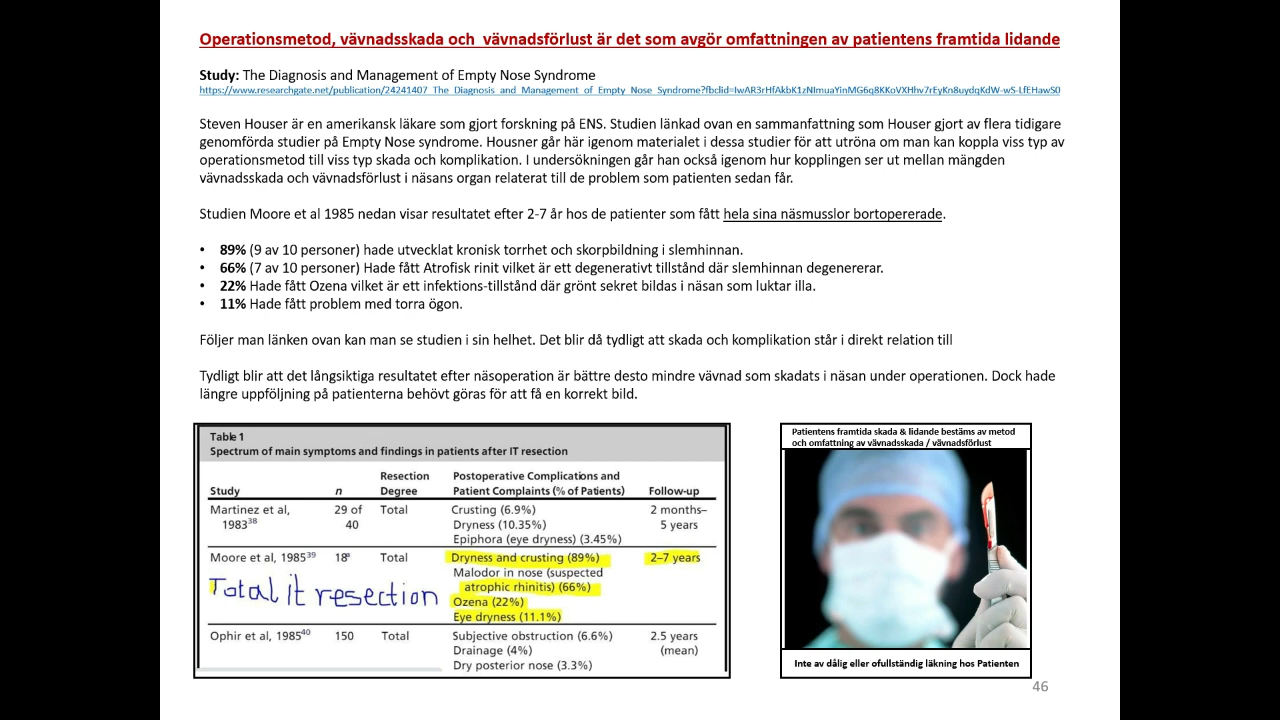 Operationsmetod, vävnadsskada och vävnadsförlust är det som avgör omfattningen av patientens framtida lidande
Study: The Diagnosis and Management of Empty Nose Syndrome
https://www.researchgate.net/publication/24241407_The_Diagnosis_and_Management_of_Empty_Nose_Syndrome?fbclid=IwAR3rHfAkbK1zNImuaYinMG6q8KKoVXHhv7rEyKn8uydqKdW-wS-LfEHawS0
Steven Houser är en amerikansk läkare som gjort forskning på ENS. Studien länkad ovan en sammanfattning som Houser gjort av flera tidigare
genomförda studier på Empty Nose syndrome. Housner går här igenom materialet i dessa studier för att utröna om man kan koppla viss typ av
operationsmetod till viss typ skada och komplikation. I undersökningen går han också igenom hur kopplingen ser ut mellan mängden
vävnadsskada och vävnadsförlust i näsans organ relaterat till de problem som patienten sedan får.
Studien Moore et al 1985 nedan visar resultatet efter 2-7 år hos de patienter som fått hela sina näsmusslor bortopererade.
• 89% (9 av 10 personer) hade utvecklat kronisk torrhet och skorpbildning i slemhinnan.
• 66% (7 av 10 personer) Hade fått Atrofisk rinit vilket är ett degenerativt tillstånd där slemhinnan degenererar.
• 22% Hade fått Ozena vilket är ett infektions-tillstånd där grönt sekret bildas i näsan som luktar illa.
• 11% Hade fått problem med torra ögon.
Följer man länken ovan kan man se studien i sin helhet. Det blir då tydligt att skada och komplikation står i direkt relation till
Tydligt blir att det långsiktiga resultatet efter näsoperation är bättre desto mindre vävnad som skadats i näsan under operationen. Dock hade
längre uppföljning på patienterna behövt göras för att få en korrekt bild.
Table 1
Spectrum of main symptoms and findings in patients after IT resection
Resection Postoperative Complications and
Study n Degree Patient Complaints (% of Patients) Follow-up
Martinez et al, 29 of Total Crusting (6.9%) 2 months–
1983³⁸ 40 Dryness (10.35%) 5 years
Epiphora (eye dryness) (3.45%)
Moore et al, 1985³⁹ 18ª Total Dryness and crusting (89%) 2–7 years
Malodor in nose (suspected
Total it resection atrophic rhinitis) (66%)
Ozena (22%)
Eye dryness (11.1%)
Ophir et al, 1985⁴⁰ 150 Total Subjective obstruction (6.6%) 2.5 years
Drainage (4%) (mean)
Dry posterior nose (3.3%)
Patientens framtida skada & lidande bestäms av metod
och omfattning av vävnadsskada / vävnadsförlust
Inte av dålig eller ofullständig läkning hos Patienten
46